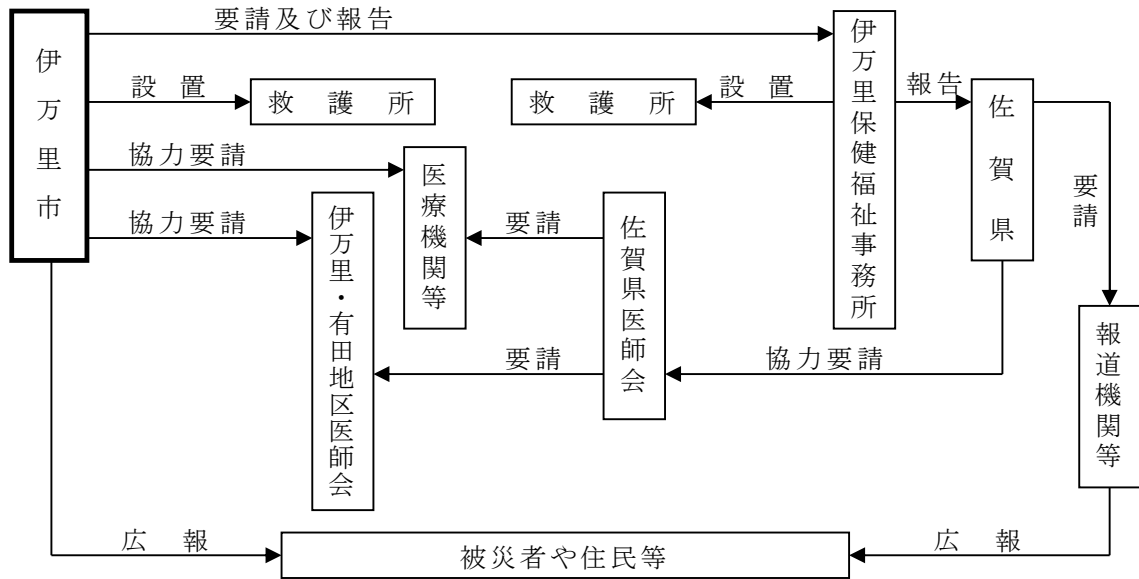 要請及び報告
伊万里市
伊万里保健福祉事務所
設置
救護所
救護所
設置
報告
佐賀県
要請
協力要請
医療機関等
協力要請
伊万里・有田地区医師会
要請
佐賀県医師会
要請
協力要請
報道機関等
広報
被災者や住民等
広報